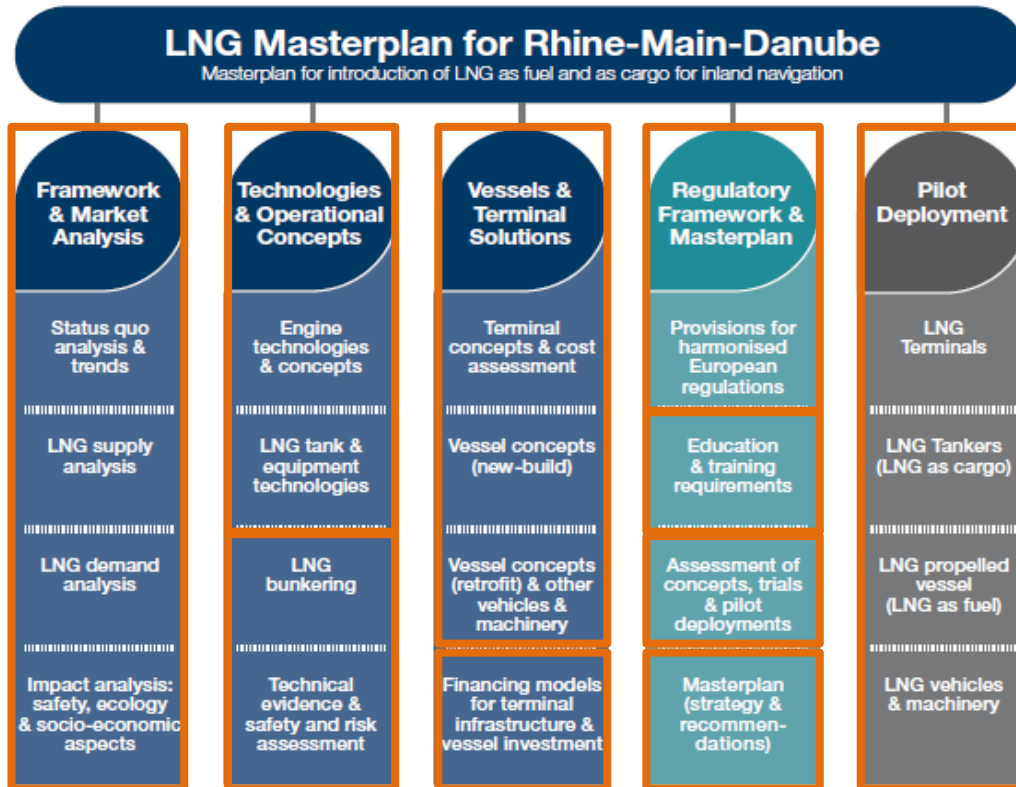 LNG Masterplan for Rhine-Main-Danube
Masterplan for introduction of LNG as fuel and as cargo for inland navigation
Framework
& Market
Analysis
Status quo
analysis &
trends
LNG supply
analysis
LNG demand
analysis
Impact analysis:
safety, ecology
& socio-economic
aspects
Technologies
& Operational
Concepts
Engine
technologies
& concepts
LNG tank &
equipment
technologies
LNG
bunkering
Technical
evidence &
safety and risk
assessment
Vessels &
Terminal
Solutions
Terminal
concepts & cost
assessment
Vessel concepts
(new-build)
Vessel concepts
(retrofit) & other
vehicles &
machinery
Financing models
for terminal
infrastructure &
vessel investment
Regulatory
Framework &
Masterplan
Provisions for
harmonised
European
regulations
Education
& training
requirements
Assessment of
concepts, trials
& pilot
deployments
Masterplan
(strategy &
recommen-
dations)
Pilot
Deployment
LNG
Terminals
LNG Tankers
(LNG as cargo)
LNG propelled
vessel
(LNG as fuel)
LNG vehicles
& machinery